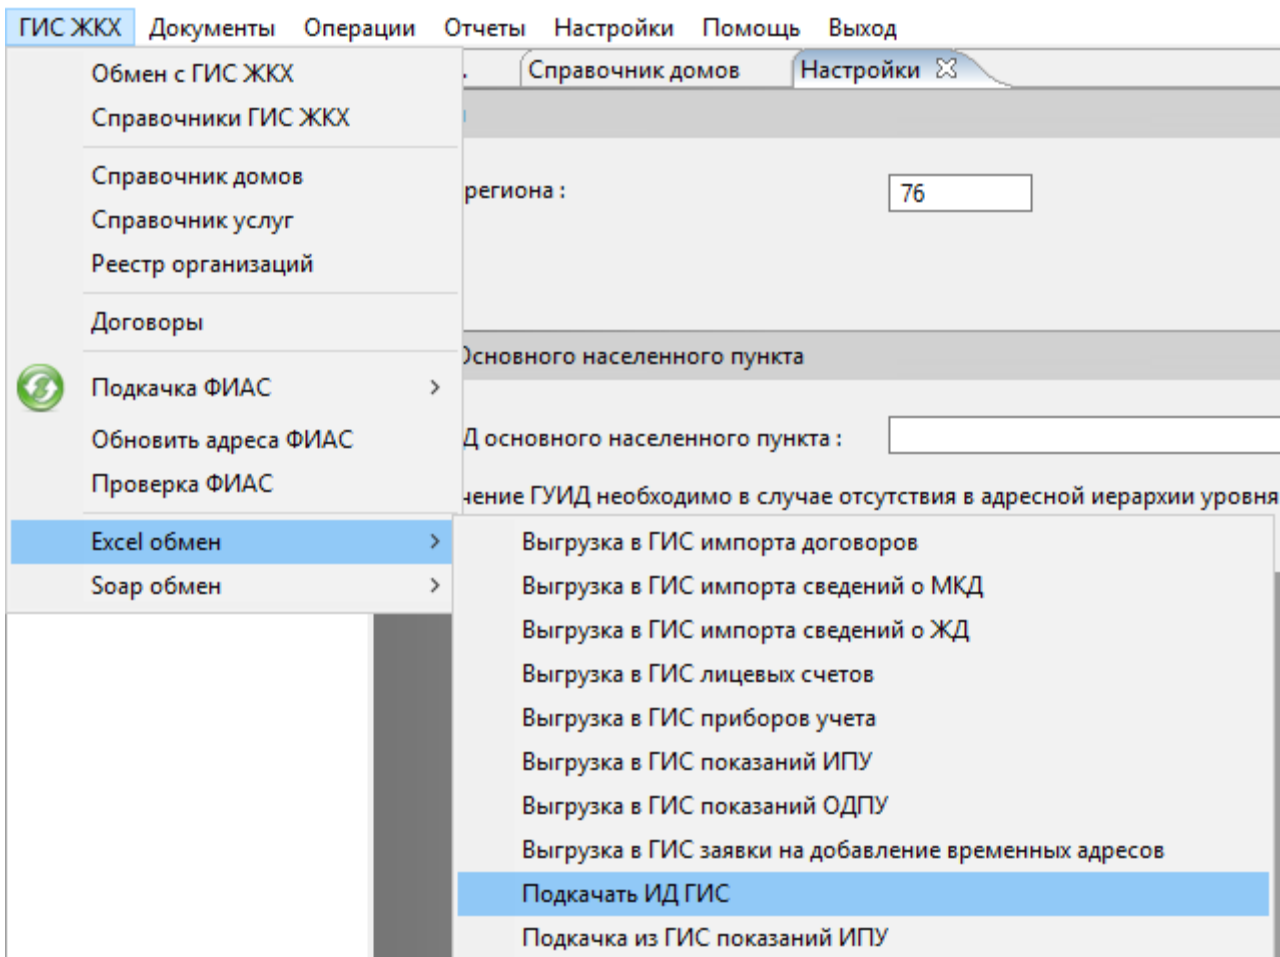 ГИС ЖКХ Документы Операции Отчеты Настройки Помощь Выход
Справочник домов Настройки
Обмен с ГИС ЖКХ
Справочники ГИС ЖКХ
Справочник домов
региона : 76
Справочник услуг
Реестр организаций
Договоры
Основного населенного пункта
Подкачка ФИАС
Обновить адреса ФИАС
Д основного населенного пункта :
Проверка ФИАС
чение ГУИД необходимо в случае отсутствия в адресной иерархии уровня
Excel обмен
Soap обмен
Выгрузка в ГИС импорта договоров
Выгрузка в ГИС импорта сведений о МКД
Выгрузка в ГИС импорта сведений о ЖД
Выгрузка в ГИС лицевых счетов
Выгрузка в ГИС приборов учета
Выгрузка в ГИС показаний ИПУ
Выгрузка в ГИС показаний ОДПУ
Выгрузка в ГИС заявки на добавление временных адресов
Подкачать ИД ГИС
Подкачка из ГИС показаний ИПУ